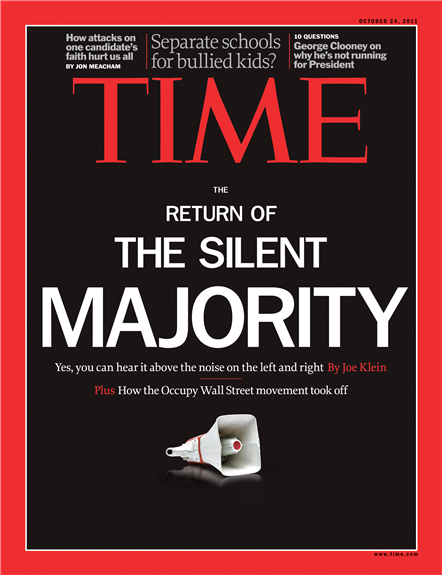 OCTOBER 24, 2011
How attacks on
one candidate's
faith hurt us all
BY JON MEACHAM
Separate schools
for bullied kids?
10 QUESTIONS
George Clooney on
why he's not running
for President
TIME
THE
RETURN OF
THE SILENT
MAJORITY
Yes, you can hear it above the noise on the left and right By Joe Klein
Plus How the Occupy Wall Street movement took off
www.time.com